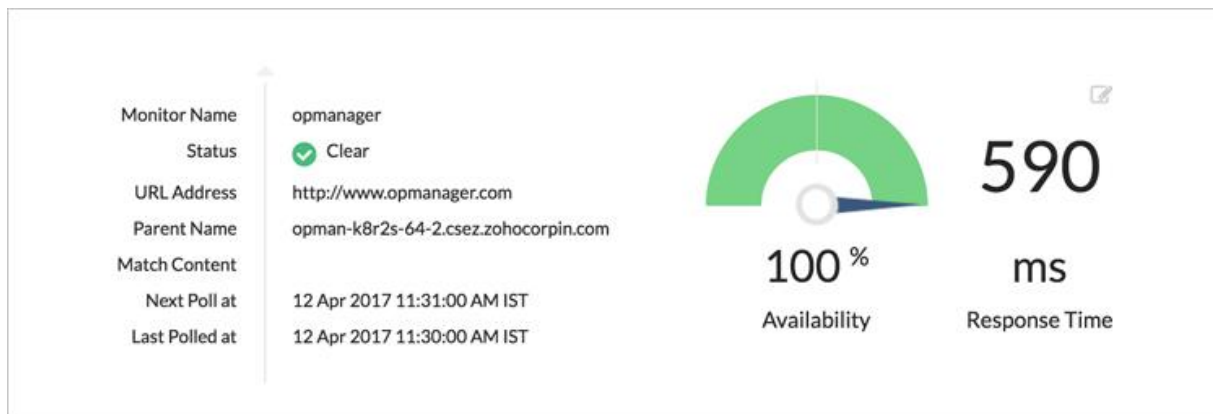 Monitor Name opmanager
Status Clear
URL Address http://www.opmanager.com
Parent Name opman-k8r2s-64-2.csez.zohocorpin.com
Match Content
Next Poll at 12 Apr 2017 11:31:00 AM IST
Last Polled at 12 Apr 2017 11:30:00 AM IST
100 %
Availability
590
ms
Response Time